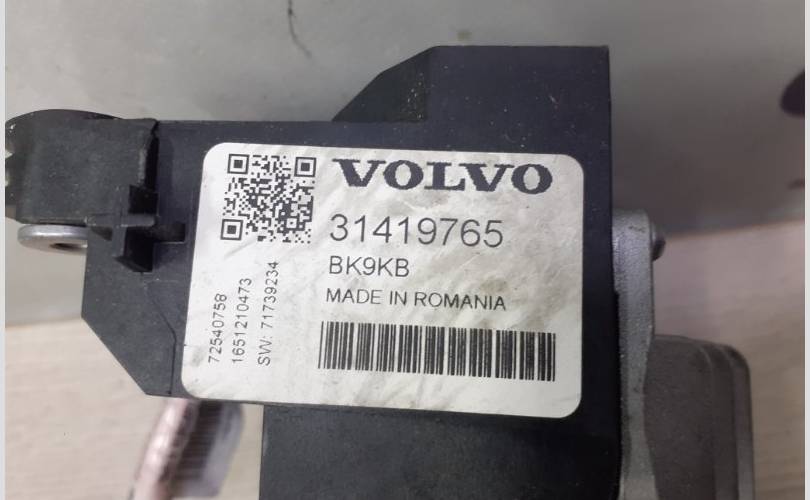 VOLVO
31419765
BK9KB
MADE IN ROMANIA
72540758
1651210473
SW: 71739234